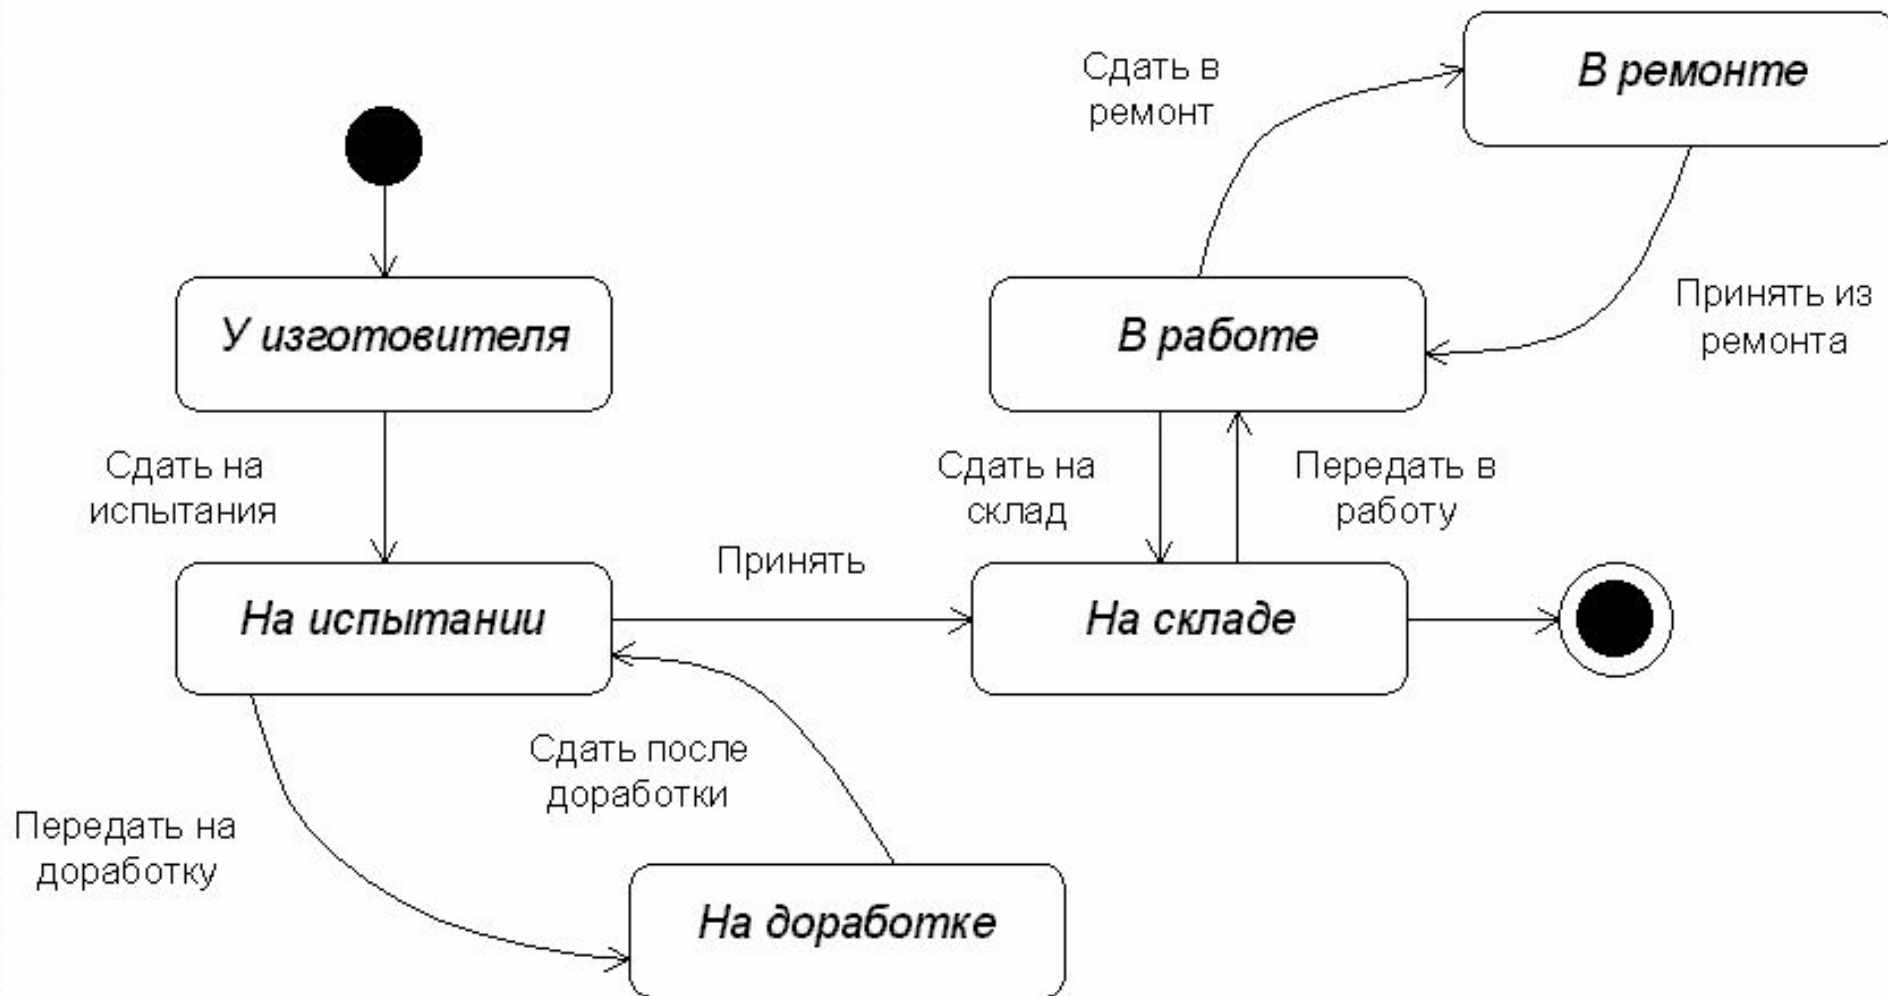 Сдать в
ремонт
В ремонте
У изготовителя
В работе
Принять из
ремонта
Сдать на
испытания
Сдать на
склад
Передать в
работу
Принять
На испытании
На складе
Сдать после
доработки
Передать на
доработку
На доработке